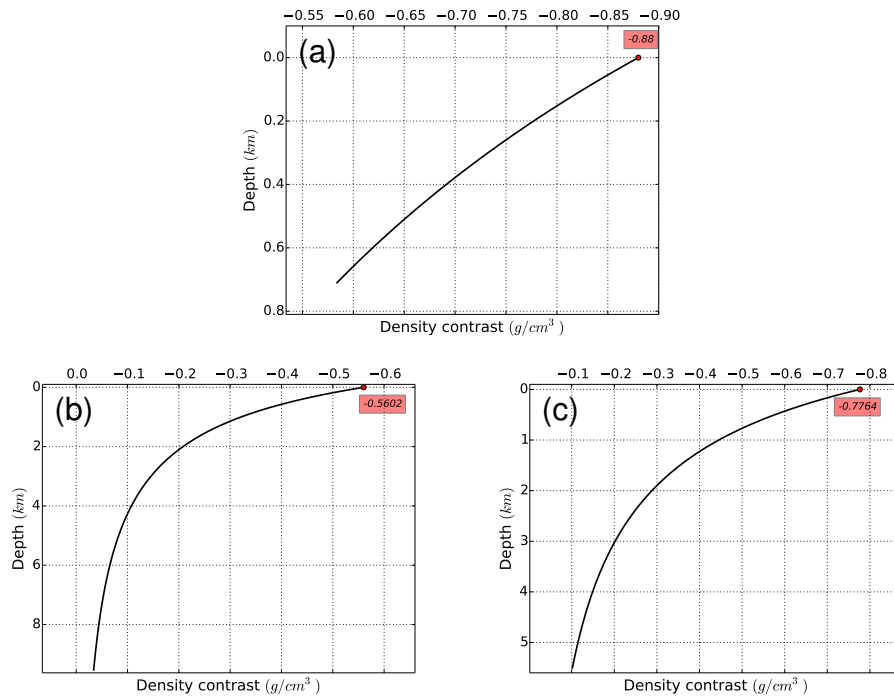 −0.55 −0.60 −0.65 −0.70 −0.75 −0.80 −0.85 −0.90
-0.88
(a)
0.0
0.2
0.4
0.6
0.8
Depth (km)
Density contrast (g/cm³ )
0.0 −0.1 −0.2 −0.3 −0.4 −0.5 −0.6
0
(b)
-0.5602
2
4
6
8
Depth (km)
Density contrast (g/cm³ )
−0.1 −0.2 −0.3 −0.4 −0.5 −0.6 −0.7 −0.8
0
(c)
-0.7764
1
2
3
4
5
Depth (km)
Density contrast (g/cm³ )